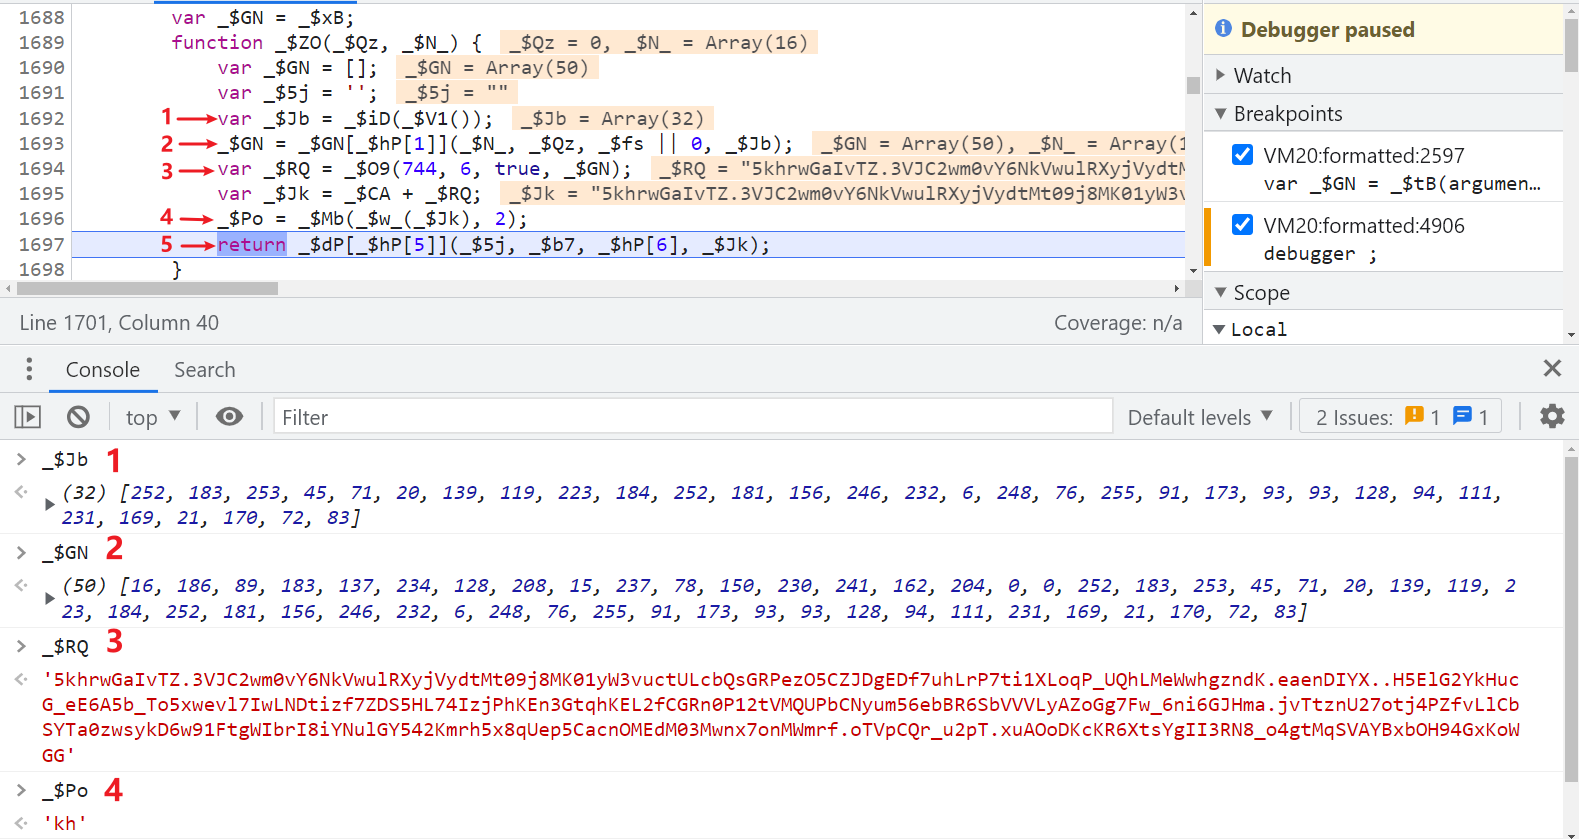 1688 var _$GN = _$xB;
1689 function _$ZO(_$Qz, _$N_) { _$Qz = 0, _$N_ = Array(16)
1690 var _$GN = []; _$GN = Array(50)
1691 var _$5j = ''; _$5j = ""
1692 1 var _$Jb = _$iD(_$V1()); _$Jb = Array(32)
1693 2 _$GN = _$GN[_$hP[1]](_$N_, _$Qz, _$fs || 0, _$Jb); _$GN = Array(50), _$N_ = Array(1
1694 3 var _$RQ = _$O9(744, 6, true, _$GN); _$RQ = "5khrwGaIvTZ.3VJC2wm0vY6NkVwulRXyjVydtM
1695 var _$Jk = _$CA + _$RQ; _$Jk = "5khrwGaIvTZ.3VJC2wm0vY6NkVwulRXyjVydtMt09j8MK01yW3v
1696 4 _$Po = _$Mb(_$w_(_$Jk), 2);
1697 5 return _$dP[_$hP[5]](_$5j, _$b7, _$hP[6], _$Jk);
1698 }
Line 1701, Column 40 Coverage: n/a
Debugger paused
Watch
Breakpoints
VM20:formatted:2597
var _$GN = _$tB(argumen…
VM20:formatted:4906
debugger ;
Scope
Local
Console Search
top Filter Default levels 2 Issues: 1 1
_$Jb 1
(32) [252, 183, 253, 45, 71, 20, 139, 119, 223, 184, 252, 181, 156, 246, 232, 6, 248, 76, 255, 91, 173, 93, 93, 128, 94, 111,
231, 169, 21, 170, 72, 83]
_$GN 2
(50) [16, 186, 89, 183, 137, 234, 128, 208, 15, 237, 78, 150, 230, 241, 162, 204, 0, 0, 252, 183, 253, 45, 71, 20, 139, 119, 2
23, 184, 252, 181, 156, 246, 232, 6, 248, 76, 255, 91, 173, 93, 93, 128, 94, 111, 231, 169, 21, 170, 72, 83]
_$RQ 3
'5khrwGaIvTZ.3VJC2wm0vY6NkVwulRXyjVydtMt09j8MK01yW3vuctULcbQsGRPezO5CZJDgEDf7uhLrP7ti1XLoqP_UQhLMeWwhgzndK.eaenDIYX..H5ElG2YkHuc
G_eE6A5b_To5xwevl7IwLNDtizf7ZDS5HL74IzjPhKEn3GtqhKEL2fCGRn0P12tVMQUPbCNyum56ebBR6SbVVVLyAZoGg7Fw_6ni6GJHma.jvTtznU27otj4PZfvLlCb
SYTa0zwsykD6w91FtgWIbrI8iYNulGY542Kmrh5x8qUep5CacnOMEdM03Mwnx7onMWmrf.oTVpCQr_u2pT.xuAOoDKcKR6XtsYgII3RN8_o4gtMqSVAYBxbOH94GxKoW
GG'
_$Po 4
'kh'